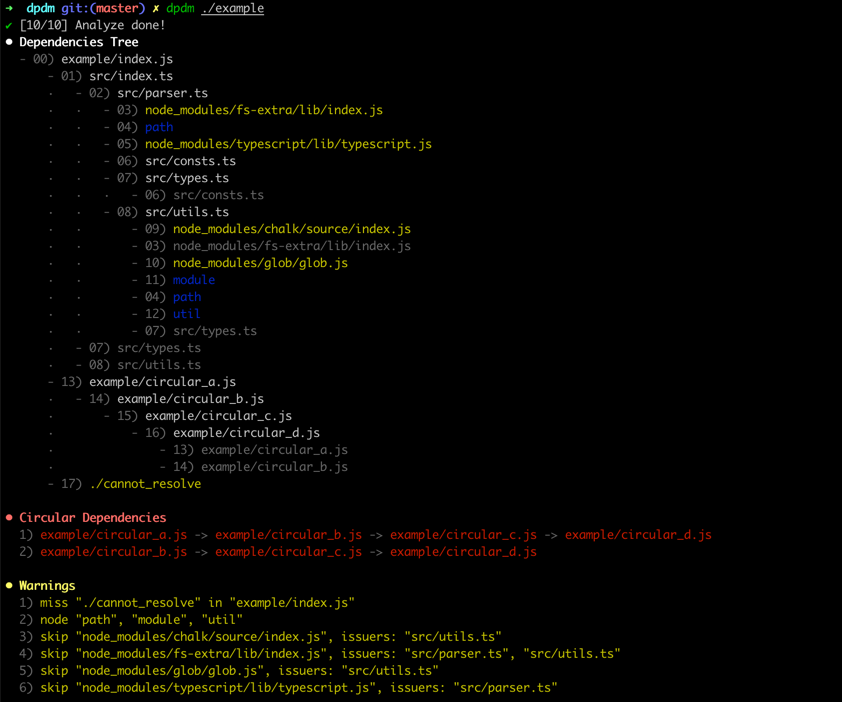 ➜  dpdm git:(master) ✗ dpdm ./example
✔ [10/10] Analyze done!
● Dependencies Tree
  - 00) example/index.js
      - 01) src/index.ts
      ·   - 02) src/parser.ts
      ·   ·   - 03) node_modules/fs-extra/lib/index.js
      ·   ·   - 04) path
      ·   ·   - 05) node_modules/typescript/lib/typescript.js
      ·   ·   - 06) src/consts.ts
      ·   ·   - 07) src/types.ts
      ·   ·   ·   - 06) src/consts.ts
      ·   ·   - 08) src/utils.ts
      ·   ·       - 09) node_modules/chalk/source/index.js
      ·   ·       - 03) node_modules/fs-extra/lib/index.js
      ·   ·       - 10) node_modules/glob/glob.js
      ·   ·       - 11) module
      ·   ·       - 04) path
      ·   ·       - 12) util
      ·   ·       - 07) src/types.ts
      ·   - 07) src/types.ts
      ·   - 08) src/utils.ts
      - 13) example/circular_a.js
      ·   - 14) example/circular_b.js
      ·       - 15) example/circular_c.js
      ·           - 16) example/circular_d.js
      ·               - 13) example/circular_a.js
      ·               - 14) example/circular_b.js
      - 17) ./cannot_resolve
● Circular Dependencies
  1) example/circular_a.js -> example/circular_b.js -> example/circular_c.js -> example/circular_d.js
  2) example/circular_b.js -> example/circular_c.js -> example/circular_d.js
● Warnings
  1) miss "./cannot_resolve" in "example/index.js"
  2) node "path", "module", "util"
  3) skip "node_modules/chalk/source/index.js", issuers: "src/utils.ts"
  4) skip "node_modules/fs-extra/lib/index.js", issuers: "src/parser.ts", "src/utils.ts"
  5) skip "node_modules/glob/glob.js", issuers: "src/utils.ts"
  6) skip "node_modules/typescript/lib/typescript.js", issuers: "src/parser.ts"